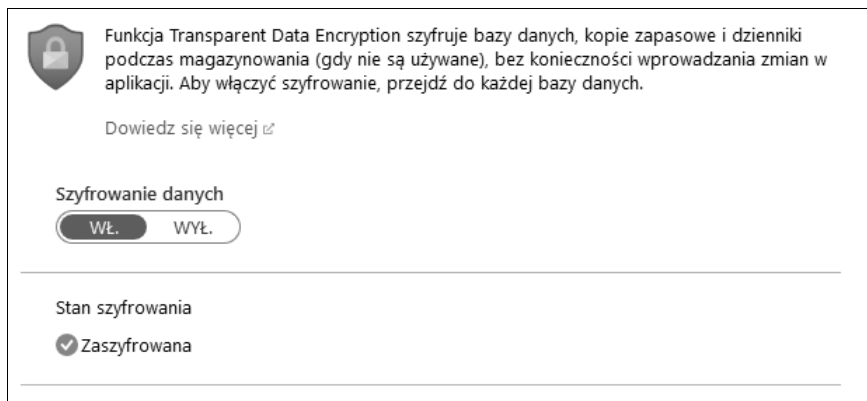 Funkcja Transparent Data Encryption szyfruje bazy danych, kopie zapasowe i dzienniki
podczas magazynowania (gdy nie są używane), bez konieczności wprowadzania zmian w
aplikacji. Aby włączyć szyfrowanie, przejdź do każdej bazy danych.
Dowiedz się więcej
Szyfrowanie danych
WŁ. WYŁ.
Stan szyfrowania
Zaszyfrowana